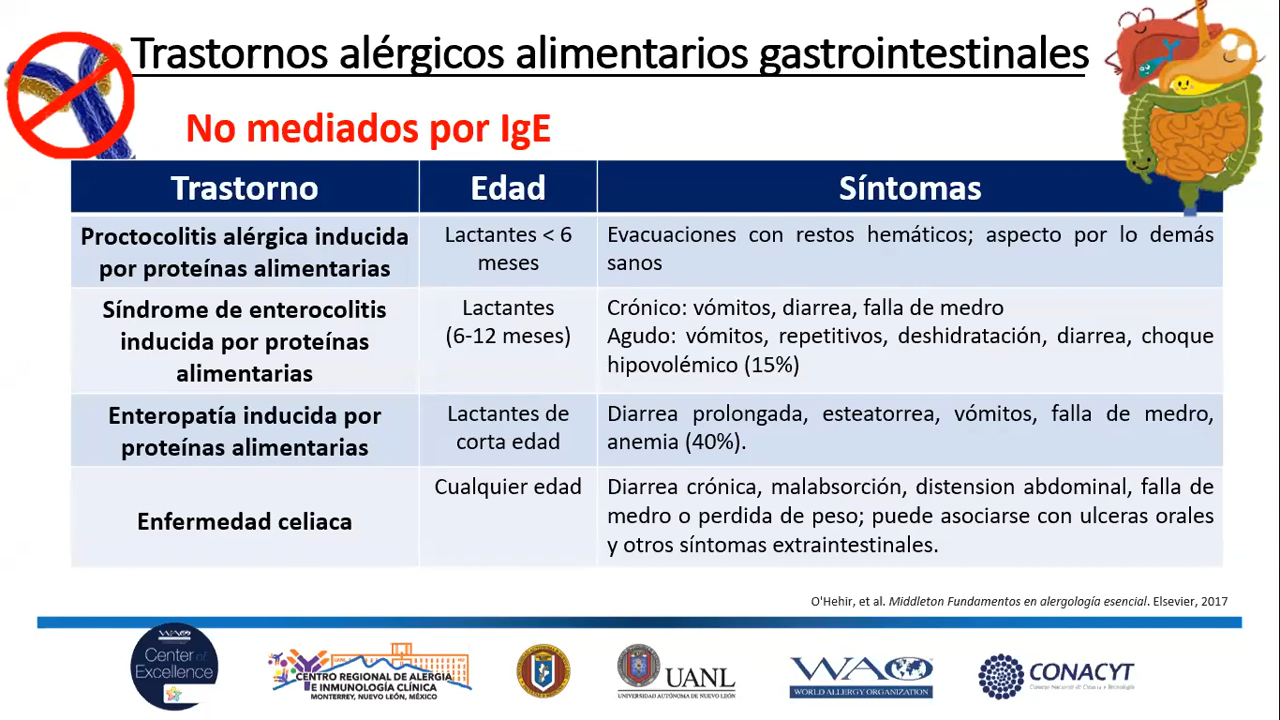 Trastornos alérgicos alimentarios gastrointestinales
No mediados por IgE
Trastorno
Edad
Síntomas
Proctocolitis alérgica inducida
por proteínas alimentarias
Lactantes < 6
meses
Evacuaciones con restos hemáticos; aspecto por lo demás
sanos
Síndrome de enterocolitis
inducida por proteínas
alimentarias
Lactantes
(6-12 meses)
Crónico: vómitos, diarrea, falla de medro
Agudo: vómitos, repetitivos, deshidratación, diarrea, choque
hipovolémico (15%)
Enteropatía inducida por
proteínas alimentarias
Lactantes de
corta edad
Diarrea prolongada, esteatorrea, vómitos, falla de medro,
anemia (40%).
Enfermedad celiaca
Cualquier edad
Diarrea crónica, malabsorción, distension abdominal, falla de
medro o perdida de peso; puede asociarse con ulceras orales
y otros síntomas extraintestinales.
O'Hehir, et al. Middleton Fundamentos en alergología esencial. Elsevier, 2017
WAO
Center of
Excellence
CENTRO REGIONAL DE ALERGIA
E INMUNOLOGÍA CLÍNICA
MONTERREY, NUEVO LEÓN, MÉXICO
UANL
UNIVERSIDAD AUTÓNOMA DE NUEVO LEÓN
WAO
WORLD ALLERGY ORGANIZATION
CONACYT
Consejo Nacional de Ciencia y Tecnología